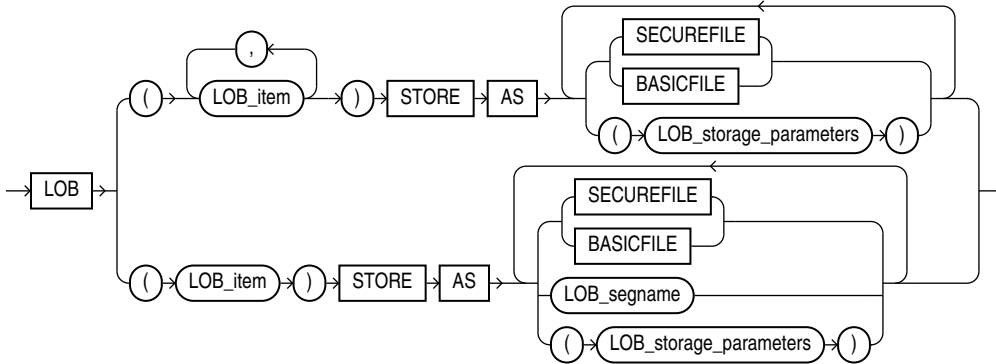 ,
SECUREFILE
BASICFILE
( LOB_item ) STORE AS
( LOB_storage_parameters )
LOB
SECUREFILE
BASICFILE
( LOB_item ) STORE AS
LOB_segname
( LOB_storage_parameters )